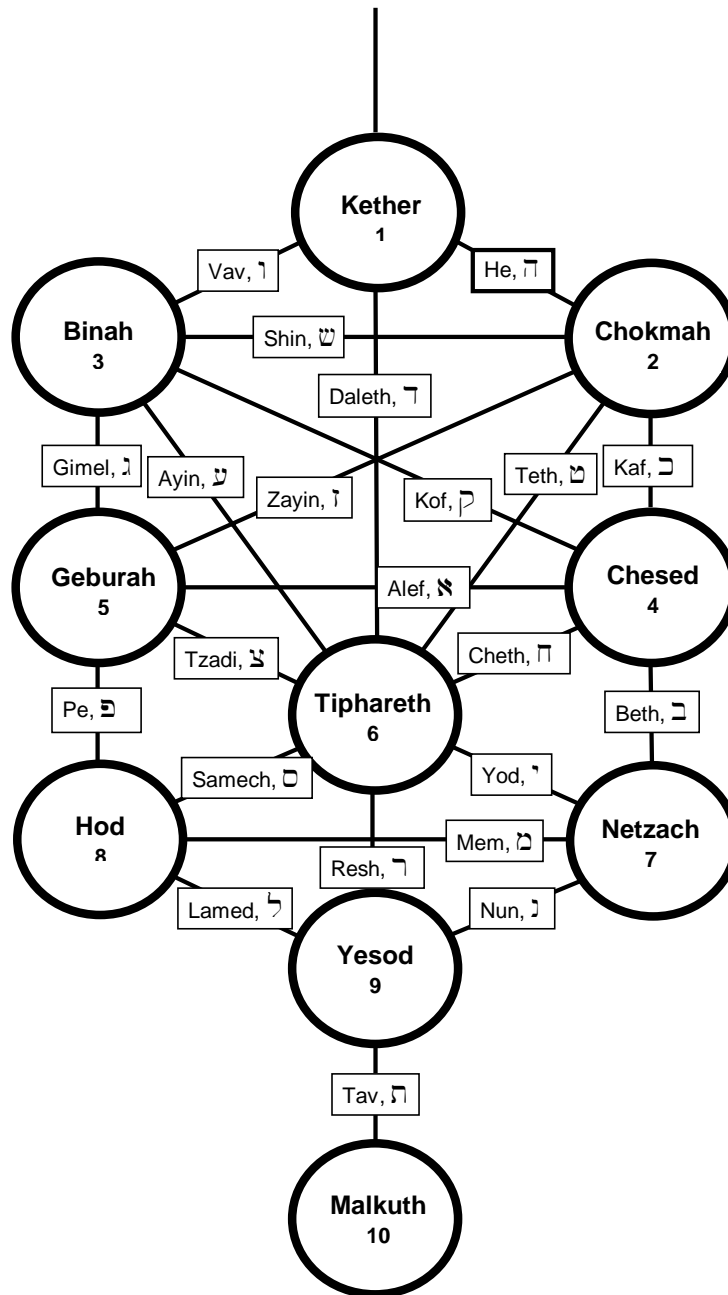 Kether
1
Vav, ו
He, ה
Binah
3
Shin, ש
Chokmah
2
Daleth, ד
Gimel, ג
Ayin, ע
Zayin, ז
Kof, ק
Teth, ט
Kaf, כ
Geburah
5
Alef, א
Chesed
4
Tzadi, צ
Cheth, ח
Pe, פ
Tiphareth
6
Beth, ב
Samech, ס
Yod, י
Hod
8
Mem, מ
Netzach
7
Resh, ר
Lamed, ל
Nun, נ
Yesod
9
Tav, ת
Malkuth
10